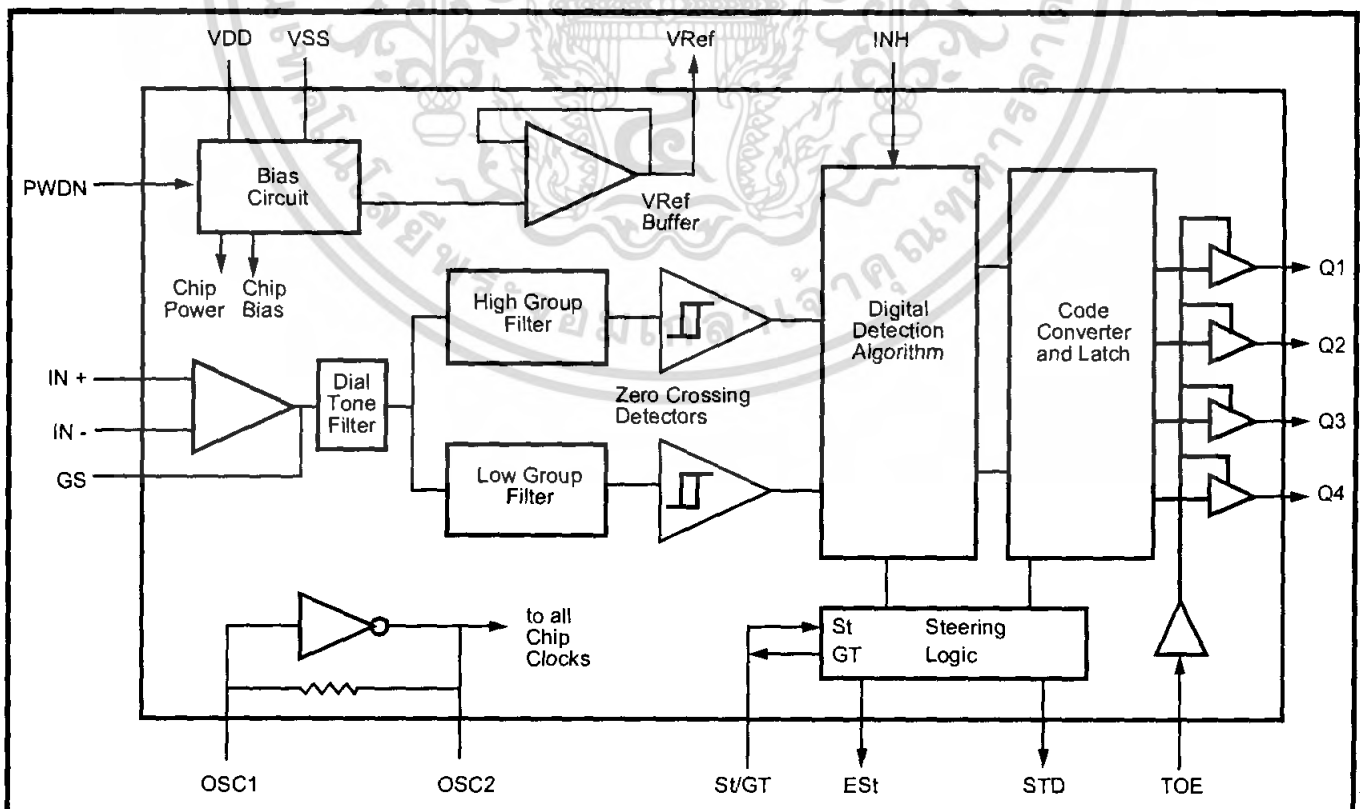 VDD
VSS
VRef
INH
PWDN
Bias
Circuit
VRef
Buffer
Chip
Power
Chip
Bias
High Group
Filter
Digital
Detection
Algorithm
Code
Converter
and Latch
Q1
Q2
Q3
Q4
IN +
IN -
GS
Dial
Tone
Filter
Zero Crossing
Detectors
Low Group
Filter
to all
Chip
Clocks
St
Steering
GT
Logic
OSC1
OSC2
St/GT
ESt
STD
TOE